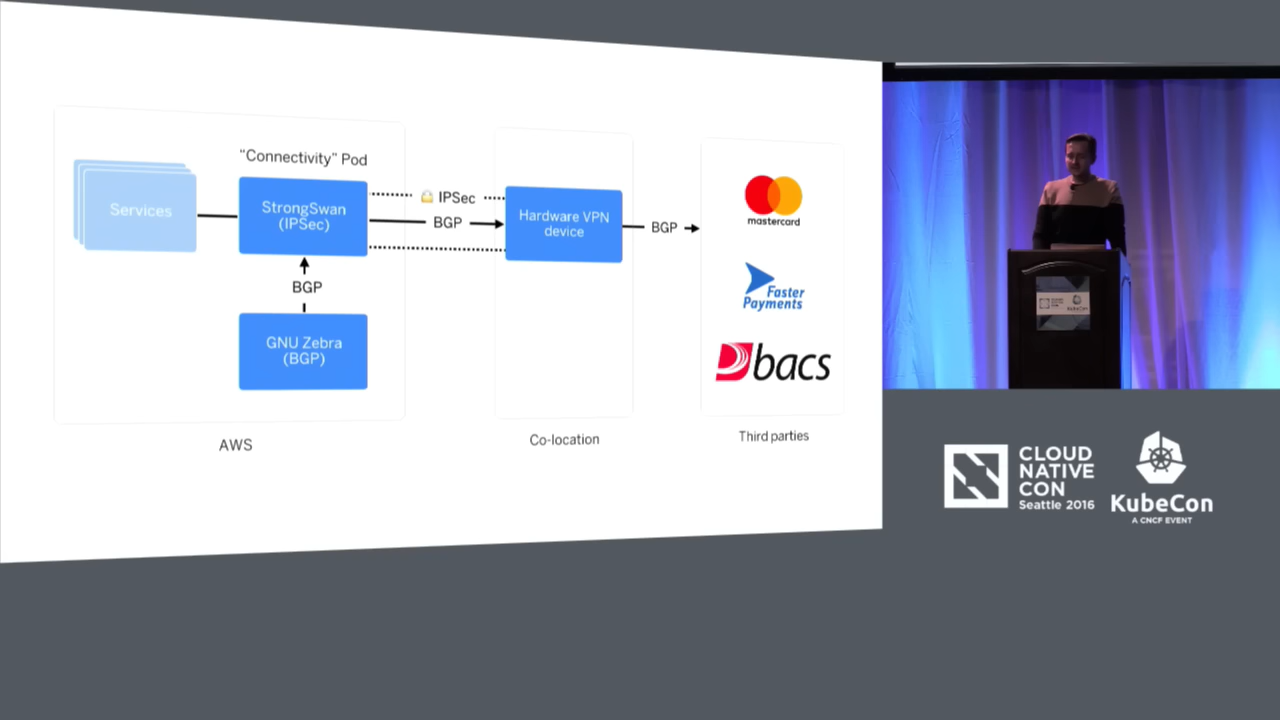 "Connectivity" Pod
Services
StrongSwan
(IPSec)
IPSec
BGP
Hardware VPN
device
BGP
BGP
GNU Zebra
(BGP)
mastercard
Faster
Payments
bacs
AWS
Co-location
Third parties
CLOUD
NATIVE
CON
Seattle 2016
KubeCon
A CNCF EVENT